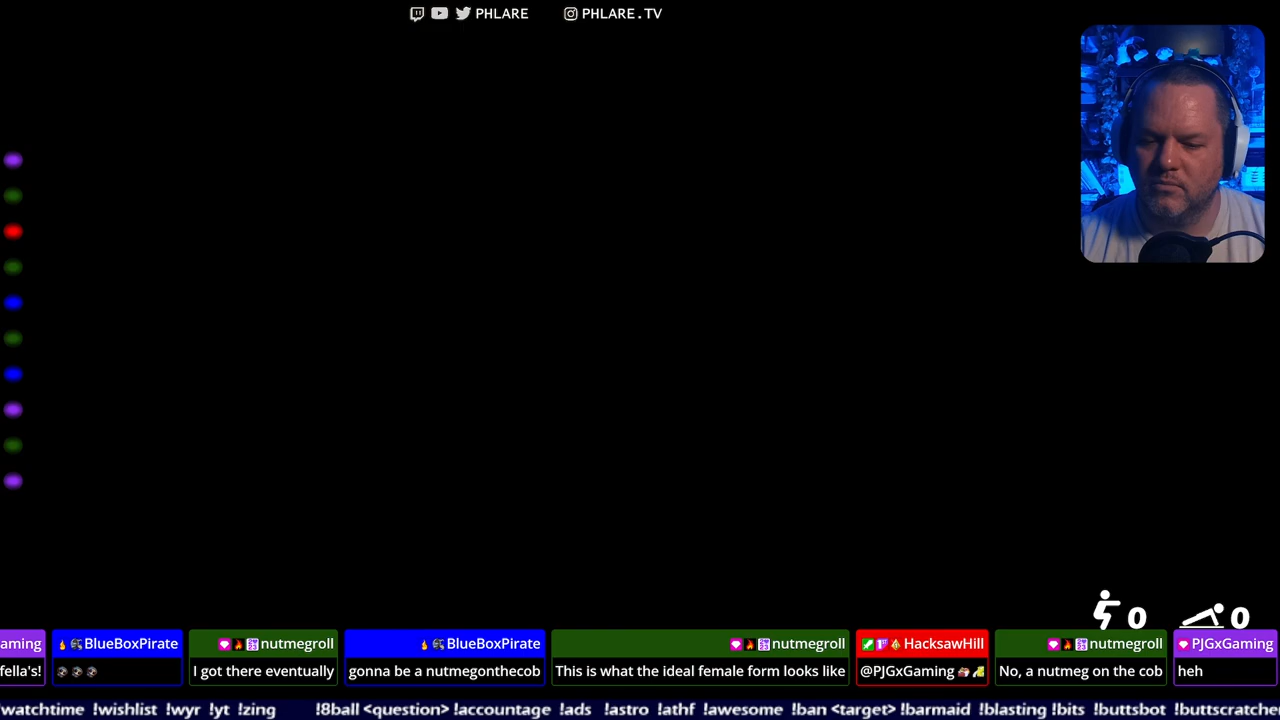 PHLARE PHLARE.TV
0 0
aming BlueBoxPirate nutmegroll BlueBoxPirate nutmegroll HacksawHill nutmegroll PJGxGaming
fella's! I got there eventually gonna be a nutmegonthecob This is what the ideal female form looks like @PJGxGaming No, a nutmeg on the cob heh
!watchtime !wishlist !wyr !yt !zing !8ball <question> !accountage !ads !astro !athf !awesome !ban <target> !barmaid !blasting !bits !buttsbot !buttscratche